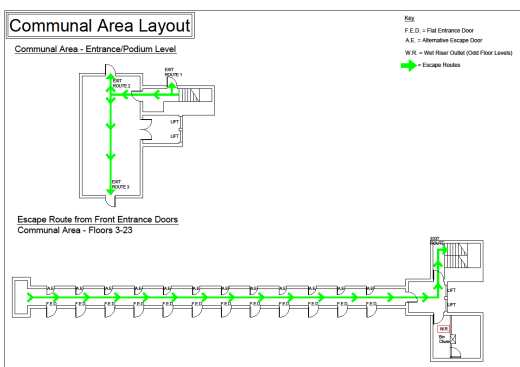 Communal Area Layout
Key
F.E.D. = Flat Entrance Door
A.E. = Alternative Escape Door
W.R. = Wet Riser Outlet (Odd Floor Levels)
= Escape Routes
Communal Area - Entrance/Podium Level
EXIT
ROUTE 1
EXIT
ROUTE 2
LIFT
LIFT
EXIT
ROUTE 3
Escape Route from Front Entrance Doors
Communal Area - Floors 3-23
EXIT
ROUTE
A.E. A.E. A.E. A.E. A.E. A.E. A.E. A.E. A.E. A.E. A.E.
LIFT
F.E.D. F.E.D. F.E.D. F.E.D. F.E.D. F.E.D. F.E.D. F.E.D. F.E.D. F.E.D. F.E.D.
LIFT
W.R
Bin
Chute